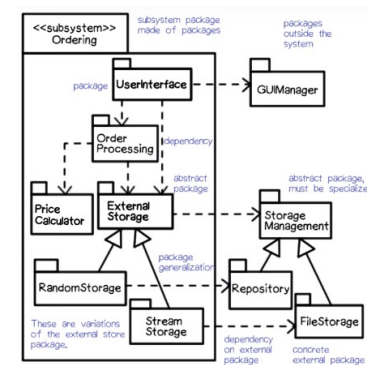 <<subsystem>>
Ordering
subsystem package
made of packages
packages
outside the
system
package
UserInterface
GUIManager
Order
Processing
dependency
abstract
package
abstract package,
must be specialize
Price
Calculator
External
Storage
Storage
Management
package
generalization
RandomStorage
Repository
These are variations
of the external store
package.
Stream
Storage
FileStorage
dependency
on external
package
concrete
external package